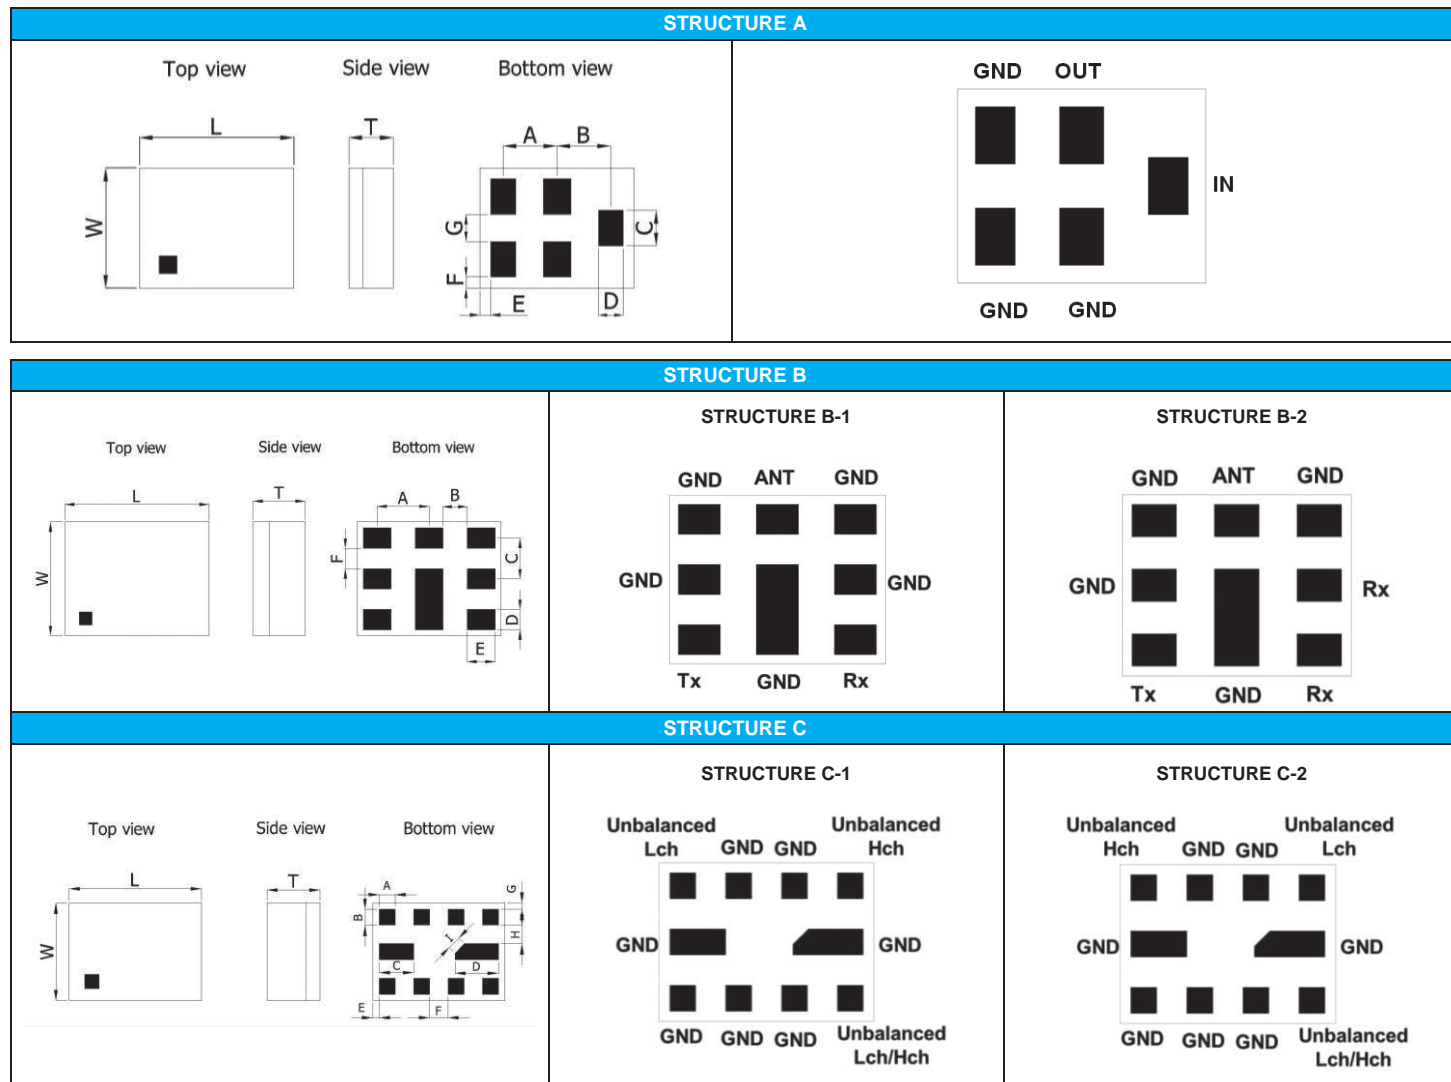 STRUCTURE A
Top view Side view Bottom view
L
T
W
A B
G
C
F
E
D
GND OUT
IN
GND GND
STRUCTURE B
Top view Side view Bottom view
L
T
W
A B
F
C
D
E
STRUCTURE B-1
GND ANT GND
GND GND
Tx GND Rx
STRUCTURE B-2
GND ANT GND
GND Rx
Tx GND Rx
STRUCTURE C
Top view Side view Bottom view
L
T
W
A
G
B
H
I
C D
E F
STRUCTURE C-1
Unbalanced Unbalanced
Lch GND GND Hch
GND GND
GND GND GND Unbalanced
Lch/Hch
STRUCTURE C-2
Unbalanced Unbalanced
Hch GND GND Lch
GND GND
GND GND GND Unbalanced
Lch/Hch